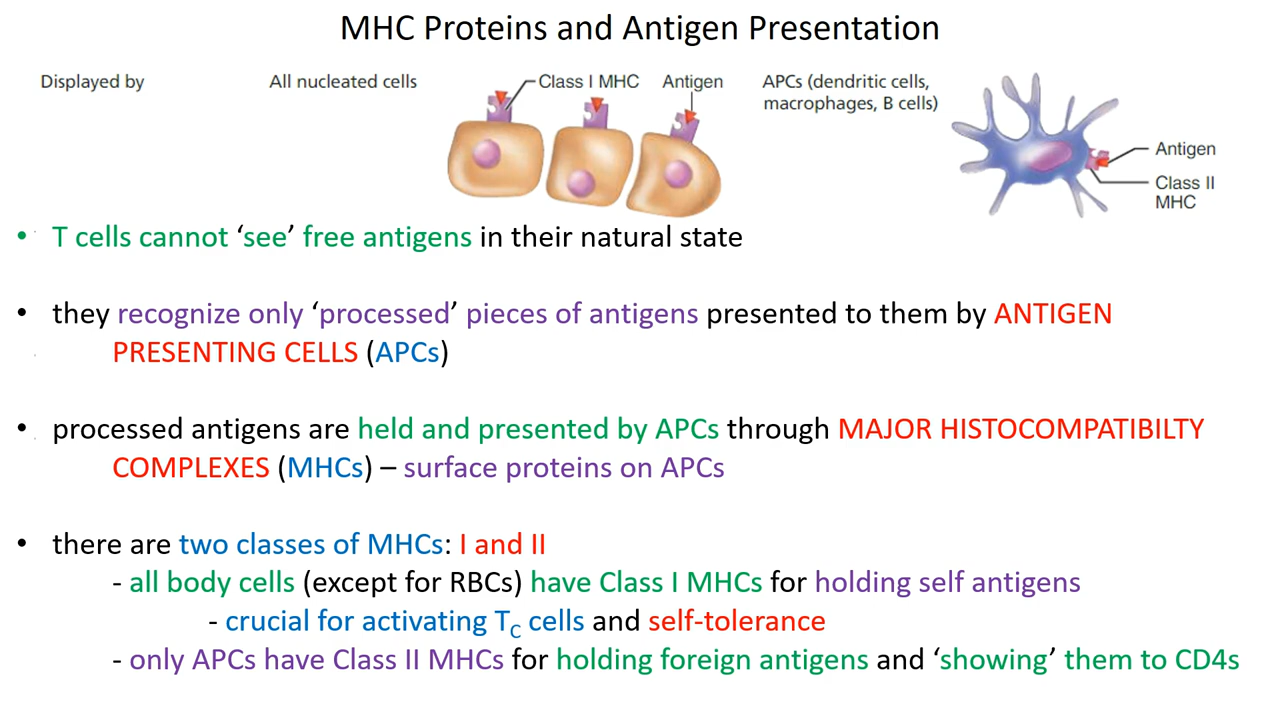 MHC Proteins and Antigen Presentation
Displayed by
All nucleated cells
Class I MHC
Antigen
APCs (dendritic cells,
macrophages, B cells)
Antigen
Class II
MHC
• T cells cannot ‘see’ free antigens in their natural state
• they recognize only ‘processed’ pieces of antigens presented to them by ANTIGEN
PRESENTING CELLS (APCs)
• processed antigens are held and presented by APCs through MAJOR HISTOCOMPATIBILTY
COMPLEXES (MHCs) – surface proteins on APCs
• there are two classes of MHCs: I and II
- all body cells (except for RBCs) have Class I MHCs for holding self antigens
- crucial for activating TC cells and self-tolerance
- only APCs have Class II MHCs for holding foreign antigens and ‘showing’ them to CD4s